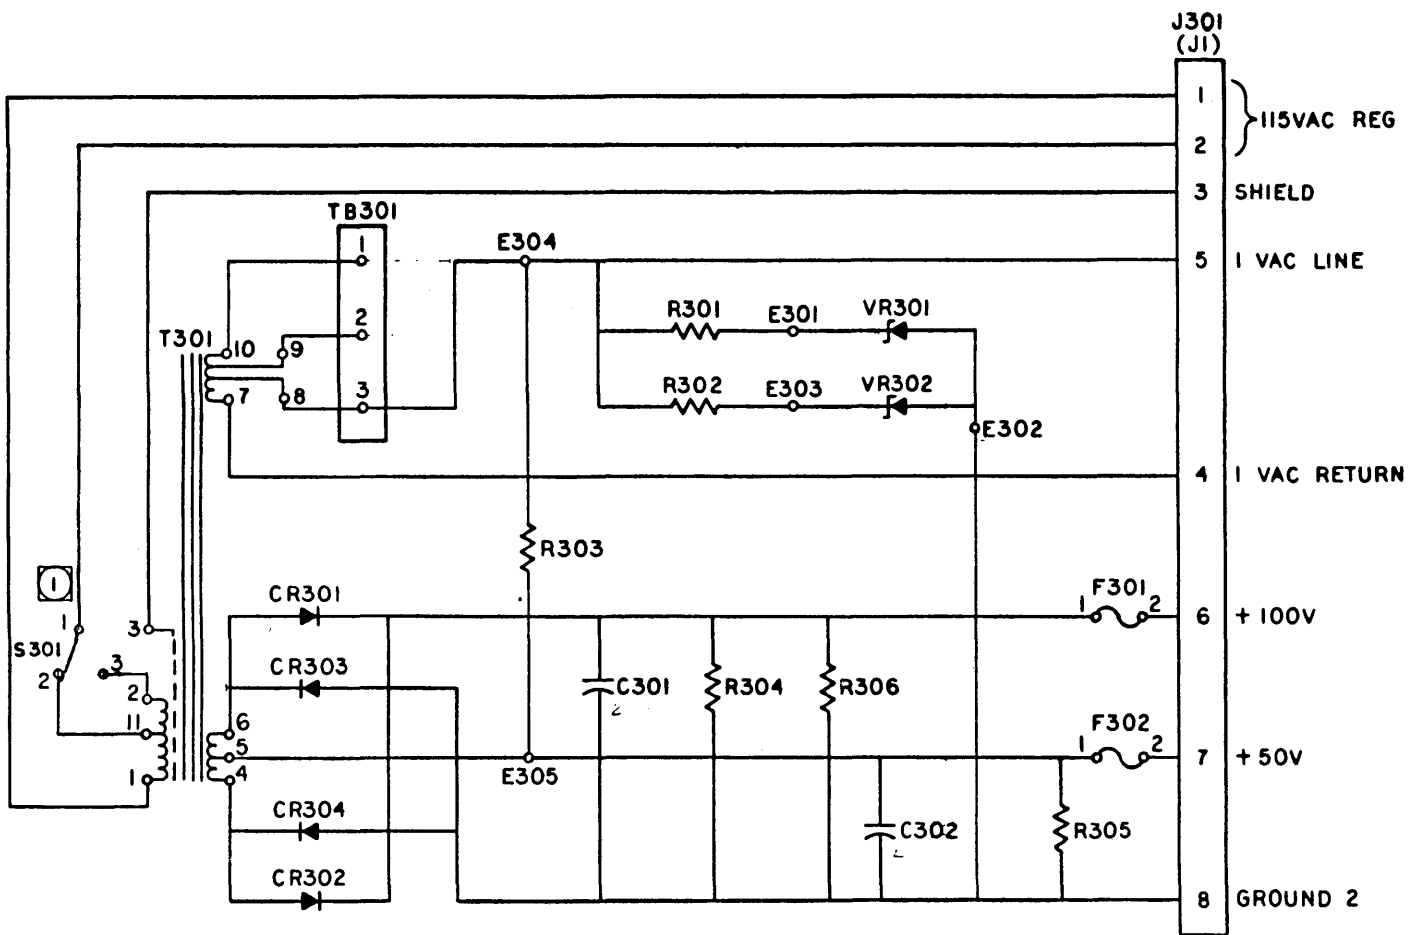 J301
(J1)
1
115VAC REG
2
3 SHIELD
TB301
1
E304
5 1 VAC LINE
R301 E301 VR301
2
T301
10 9
R302 E303 VR302
3
7 8
E302
4 1 VAC RETURN
R303
1
CR301
F301
1 2
6 +100V
1 3
S301
2 3
CR303
2
C301 R304 R306
6
11
5
F302
1 2
7 +50V
4
1
E305
CR304
C302 R305
CR302
8 GROUND 2